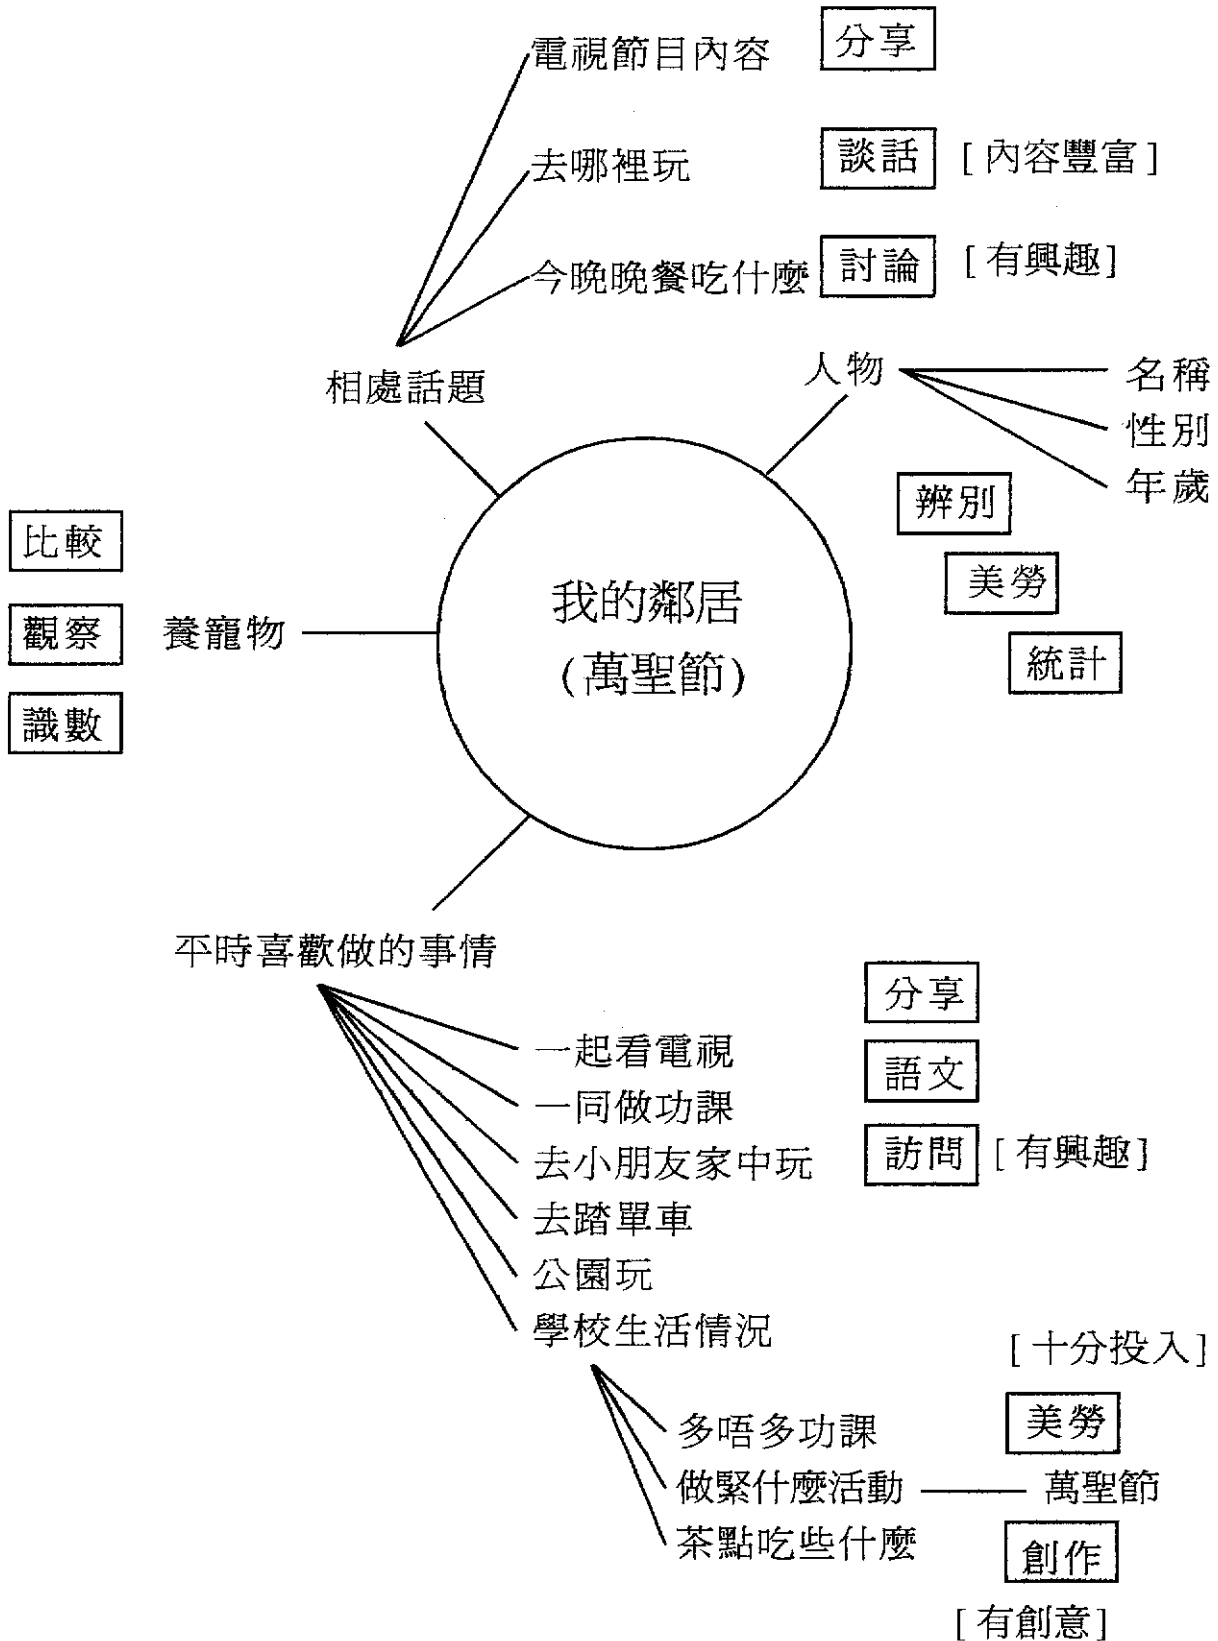 電視節目內容 分享
去哪裡玩 談話 [內容豐富]
今晚晚餐吃什麼 討論 [有興趣]
相處話題
人物
名稱
性別
年歲
辨別
美勞
統計
比較
觀察
識數
養寵物
我的鄰居
(萬聖節)
平時喜歡做的事情
分享
一起看電視
語文
一同做功課
去小朋友家中玩
訪問 [有興趣]
去踏單車
公園玩
學校生活情況
[十分投入]
多唔多功課
美勞
做緊什麼活動 萬聖節
茶點吃些什麼
創作
[有創意]